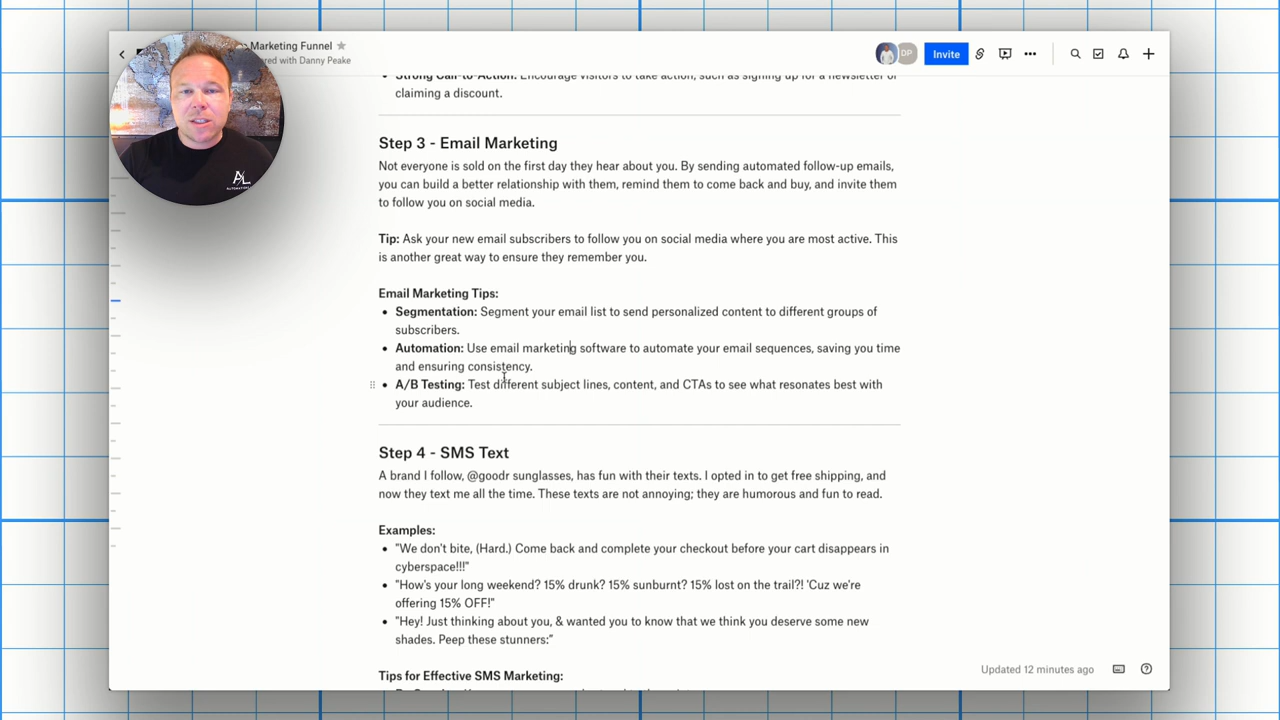 Marketing Funnel
ared with Danny Peake
DP
Invite
Strong Call-to-Action: Encourage visitors to take action, such as signing up for a newsletter or
claiming a discount.
Step 3 - Email Marketing
Not everyone is sold on the first day they hear about you. By sending automated follow-up emails,
you can build a better relationship with them, remind them to come back and buy, and invite them
to follow you on social media.
Tip: Ask your new email subscribers to follow you on social media where you are most active. This
is another great way to ensure they remember you.
Email Marketing Tips:
Segmentation: Segment your email list to send personalized content to different groups of
subscribers.
Automation: Use email marketing software to automate your email sequences, saving you time
and ensuring consistency.
A/B Testing: Test different subject lines, content, and CTAs to see what resonates best with
your audience.
Step 4 - SMS Text
A brand I follow, @goodr sunglasses, has fun with their texts. I opted in to get free shipping, and
now they text me all the time. These texts are not annoying; they are humorous and fun to read.
Examples:
"We don't bite, (Hard.) Come back and complete your checkout before your cart disappears in
cyberspace!!!"
"How's your long weekend? 15% drunk? 15% sunburnt? 15% lost on the trail?! 'Cuz we're
offering 15% OFF!"
"Hey! Just thinking about you, & wanted you to know that we think you deserve some new
shades. Peep these stunners:"
Tips for Effective SMS Marketing:
Updated 12 minutes ago